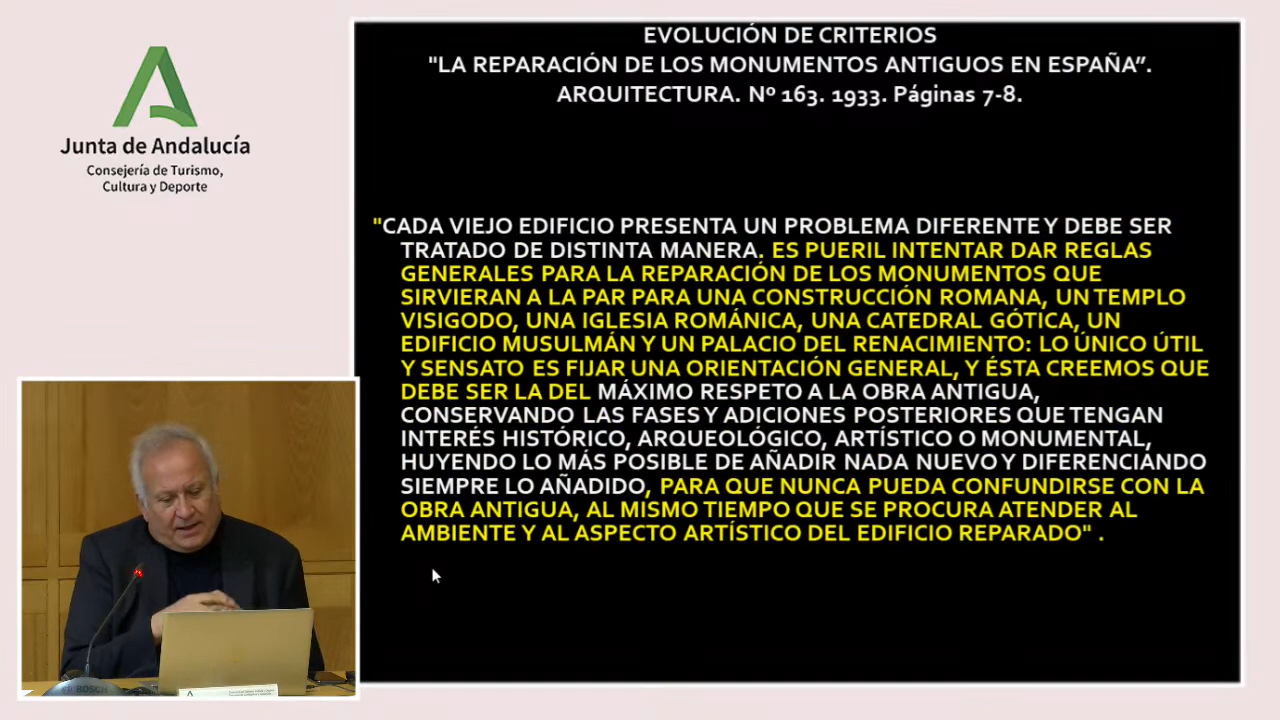 Junta de Andalucía
Consejería de Turismo,
Cultura y Deporte
EVOLUCIÓN DE CRITERIOS
"LA REPARACIÓN DE LOS MONUMENTOS ANTIGUOS EN ESPAÑA”.
ARQUITECTURA. Nº 163. 1933. Páginas 7-8.
"CADA VIEJO EDIFICIO PRESENTA UN PROBLEMA DIFERENTE Y DEBE SER
TRATADO DE DISTINTA MANERA. ES PUERIL INTENTAR DAR REGLAS
GENERALES PARA LA REPARACIÓN DE LOS MONUMENTOS QUE
SIRVIERAN A LA PAR PARA UNA CONSTRUCCIÓN ROMANA, UN TEMPLO
VISIGODO, UNA IGLESIA ROMÁNICA, UNA CATEDRAL GÓTICA, UN
EDIFICIO MUSULMÁN Y UN PALACIO DEL RENACIMIENTO: LO ÚNICO ÚTIL
Y SENSATO ES FIJAR UNA ORIENTACIÓN GENERAL, Y ÉSTA CREEMOS QUE
DEBE SER LA DEL MÁXIMO RESPETO A LA OBRA ANTIGUA,
CONSERVANDO LAS FASES Y ADICIONES POSTERIORES QUE TENGAN
INTERÉS HISTÓRICO, ARQUEOLÓGICO, ARTÍSTICO O MONUMENTAL,
HUYENDO LO MÁS POSIBLE DE AÑADIR NADA NUEVO Y DIFERENCIANDO
SIEMPRE LO AÑADIDO, PARA QUE NUNCA PUEDA CONFUNDIRSE CON LA
OBRA ANTIGUA, AL MISMO TIEMPO QUE SE PROCURA ATENDER AL
AMBIENTE Y AL ASPECTO ARTÍSTICO DEL EDIFICIO REPARADO" .
BOSCH